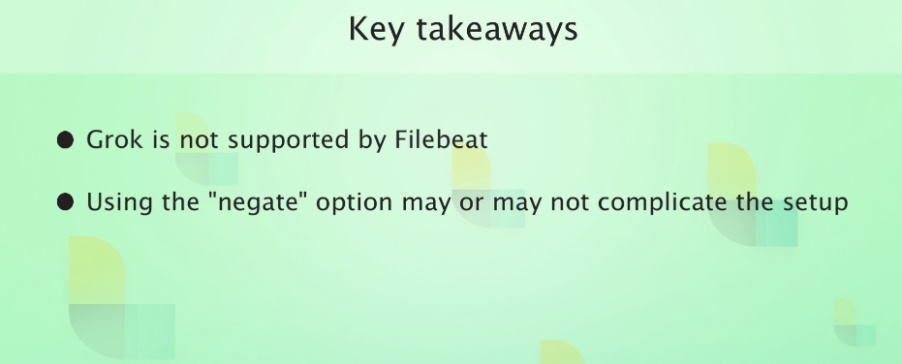 Key takeaways
● Grok is not supported by Filebeat
● Using the "negate" option may or may not complicate the setup